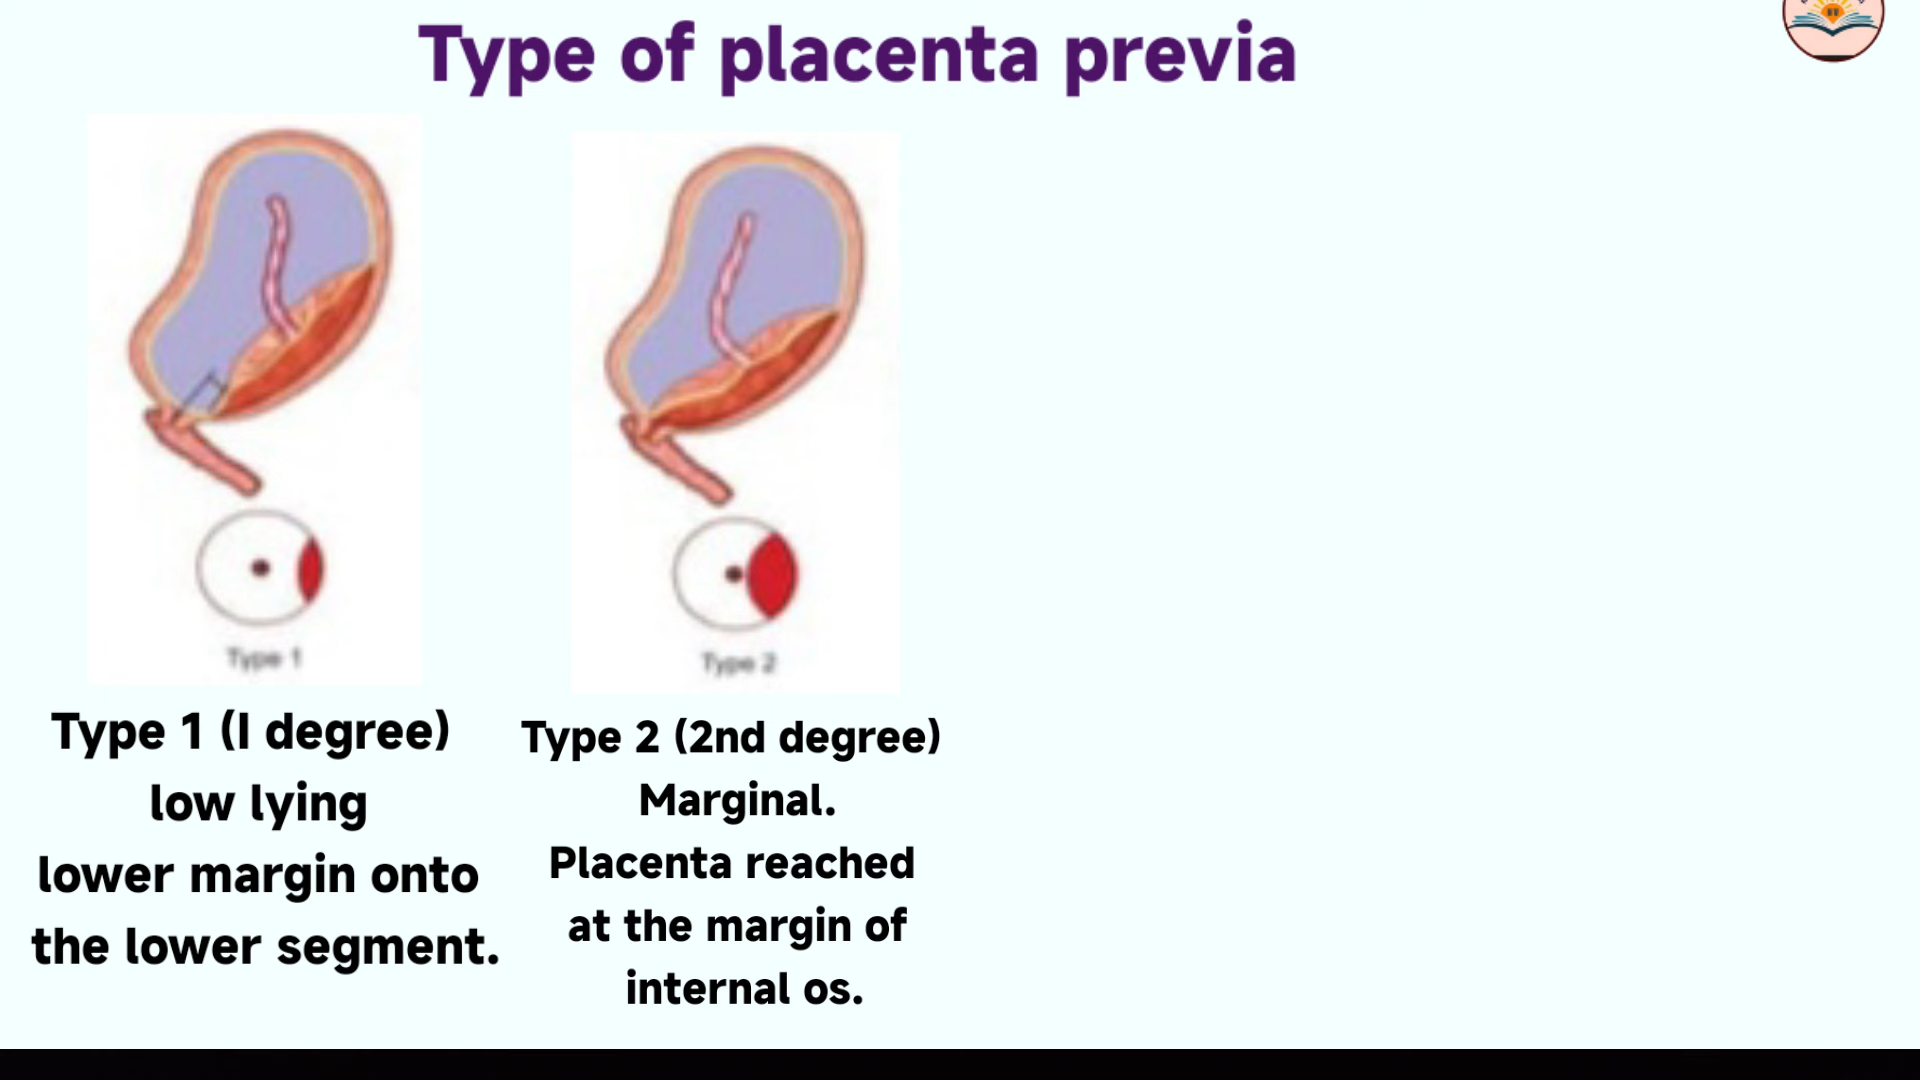 Type of placenta previa
Type 1
Type 1 (I degree)
low lying
lower margin onto
the lower segment.
Type 2
Type 2 (2nd degree)
Marginal.
Placenta reached
at the margin of
internal os.